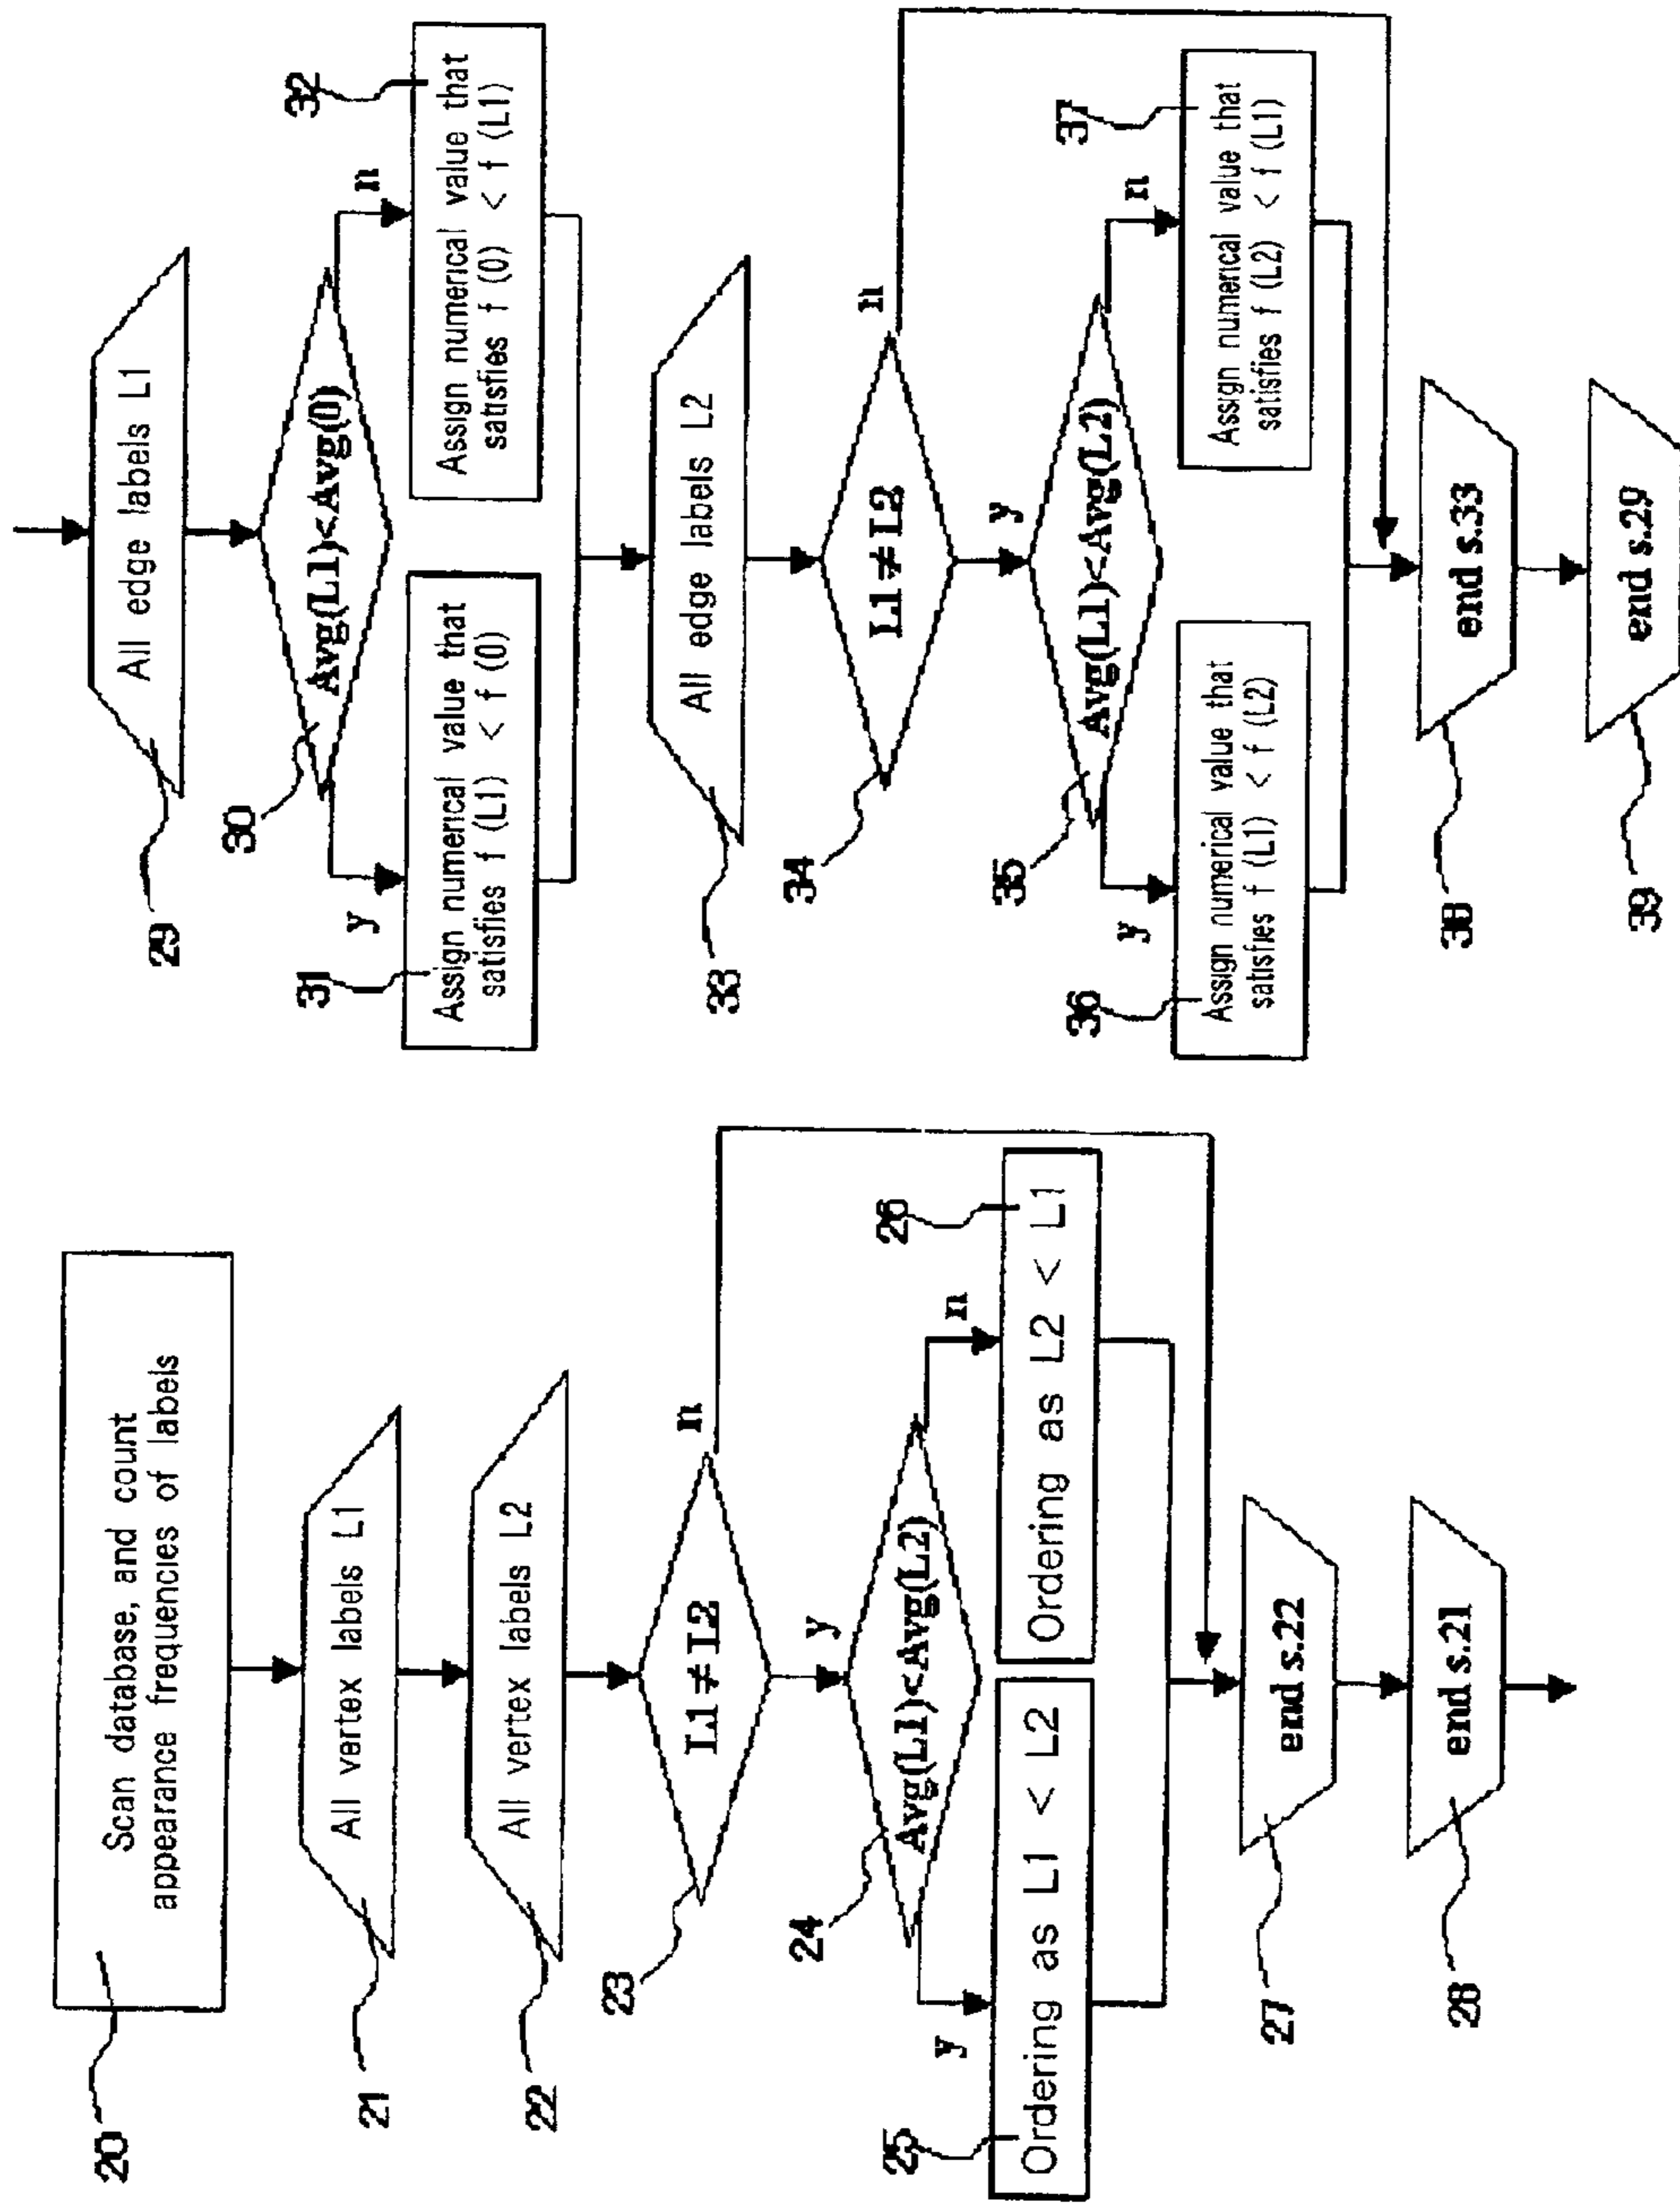 20
Scan database, and count
appearance frequencies of labels
21
All vertex labels L1
22
All vertex labels L2
23
L1≠L2
n
y
24
Avg(L1)<Avg(L2)
y
n
25
Ordering as L1 < L2
26
Ordering as L2 < L1
27
end s.22
28
end s.21
29
All edge labels L1
30
Avg(L1)<Avg(0)
y
n
31
Assign numerical value that
satisfies f (L1) < f (0)
32
Assign numerical value that
satisfies f (0) < f (L1)
33
All edge labels L2
34
L1≠L2
n
y
35
Avg(L1)<Avg(L2)
y
n
36
Assign numerical value that
satisfies f (L1) < f (L2)
37
Assign numerical value that
satisfies f (L2) < f (L1)
38
end s.33
39
end s.29